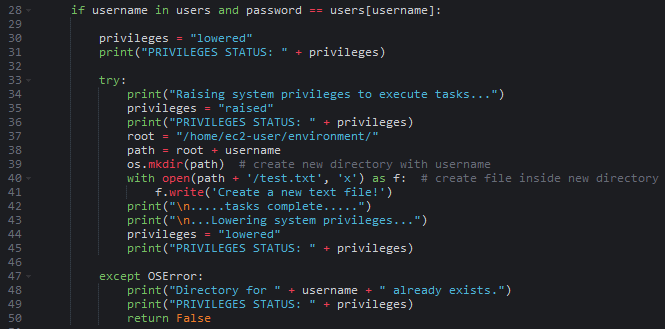 28 if username in users and password == users[username]:
29
30 privileges = "lowered"
31 print("PRIVILEGES STATUS: " + privileges)
32
33 try:
34 print("Raising system privileges to execute tasks...")
35 privileges = "raised"
36 print("PRIVILEGES STATUS: " + privileges)
37 root = "/home/ec2-user/environment/"
38 path = root + username
39 os.mkdir(path)  # create new directory with username
40 with open(path + '/test.txt', 'x') as f:  # create file inside new directory
41 f.write('Create a new text file!')
42 print("\n.....tasks complete.....")
43 print("\n...Lowering system privileges...")
44 privileges = "lowered"
45 print("PRIVILEGES STATUS: " + privileges)
46
47 except OSError:
48 print("Directory for " + username + " already exists.")
49 print("PRIVILEGES STATUS: " + privileges)
50 return False